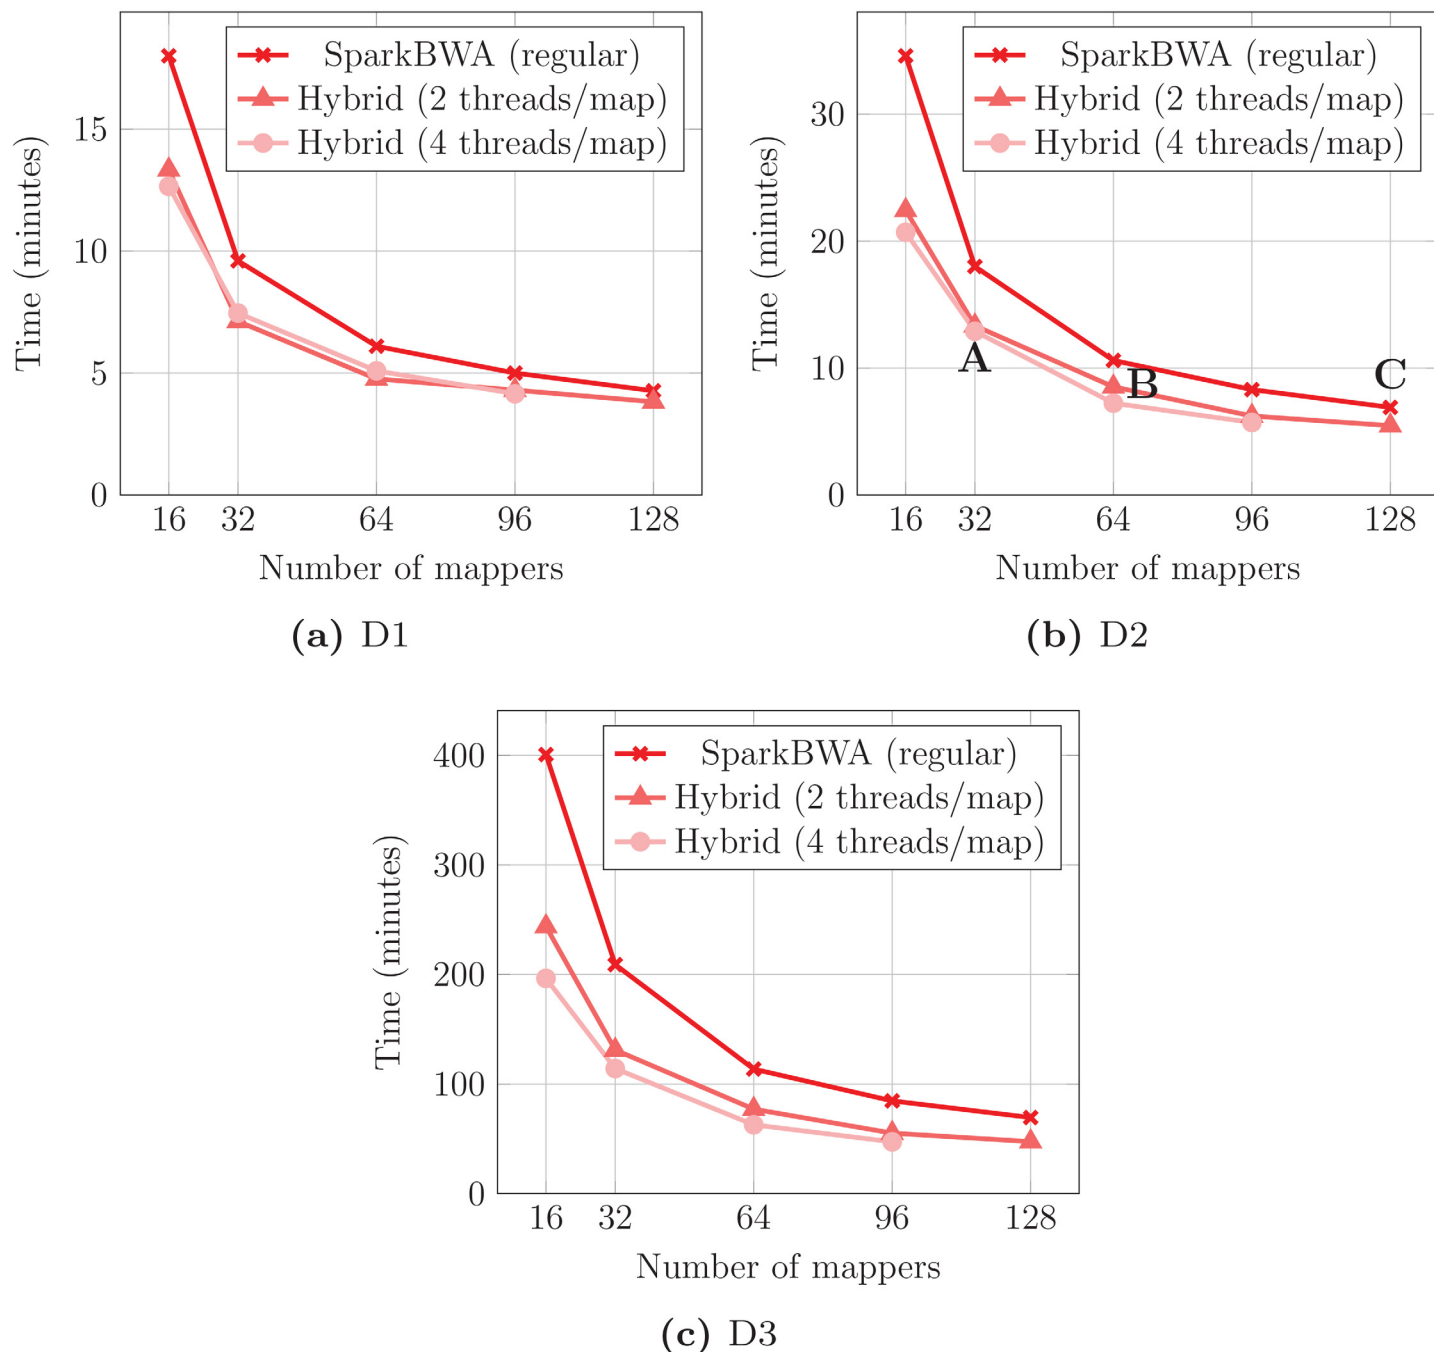 SparkBWA (regular)
Hybrid (2 threads/map)
Hybrid (4 threads/map)
15
10
5
0
Time (minutes)
16 32 64 96 128
Number of mappers
(a) D1
SparkBWA (regular)
Hybrid (2 threads/map)
Hybrid (4 threads/map)
30
20
10
0
Time (minutes)
A
B
C
16 32 64 96 128
Number of mappers
(b) D2
SparkBWA (regular)
Hybrid (2 threads/map)
Hybrid (4 threads/map)
400
300
200
100
0
Time (minutes)
16 32 64 96 128
Number of mappers
(c) D3